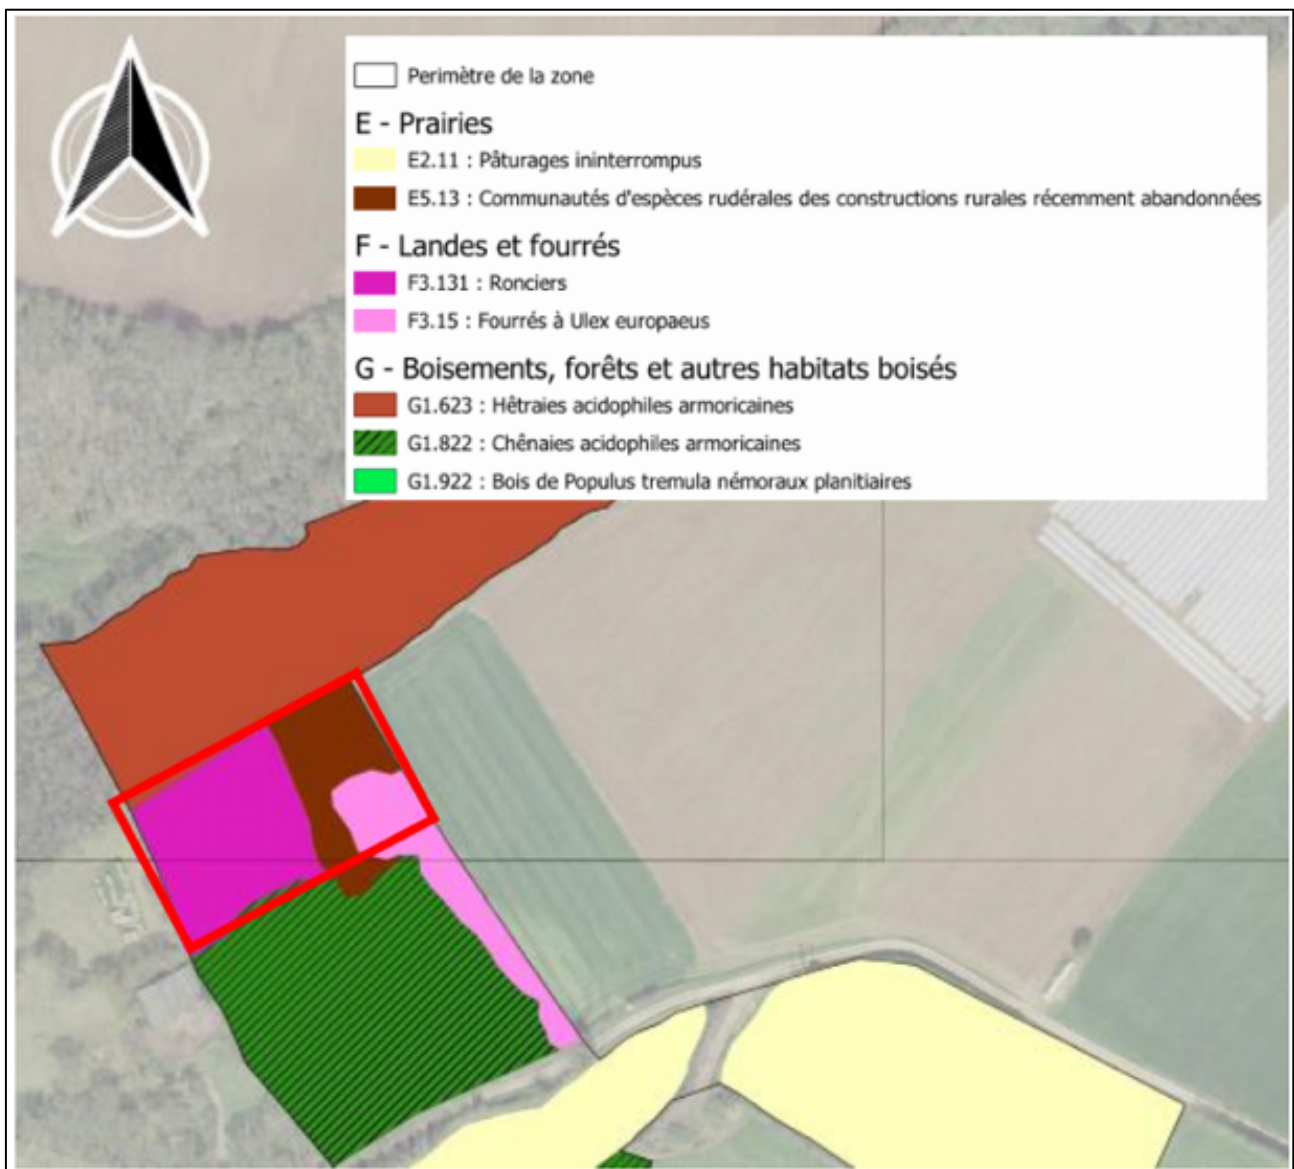 Perimètre de la zone
E - Prairies
E2.11 : Pâturages ininterrompus
E5.13 : Communautés d'espèces rudérales des constructions rurales récemment abandonnées
F - Landes et fourrés
F3.131 : Ronciers
F3.15 : Fourrés à Ulex europaeus
G - Boisements, forêts et autres habitats boisés
G1.623 : Hêtraies acidophiles armoricaines
G1.822 : Chênaies acidophiles armoricaines
G1.922 : Bois de Populus tremula némoraux planitiaires